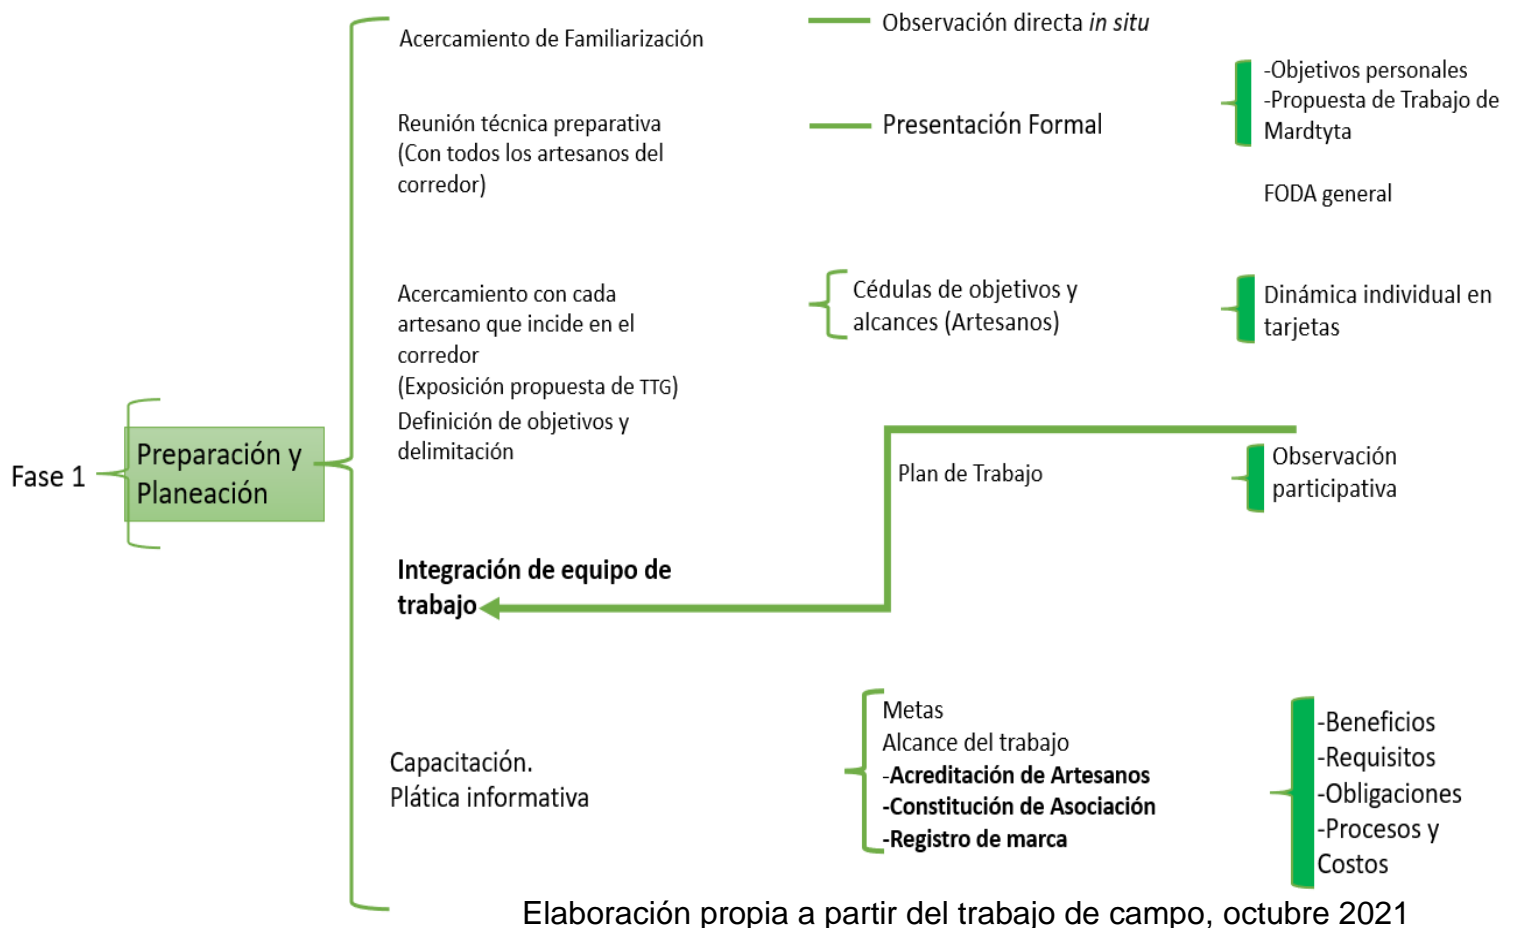 Fase 1
Preparación y
Planeación
Acercamiento de Familiarización
Observación directa in situ
Reunión técnica preparativa
(Con todos los artesanos del
corredor)
Presentación Formal
-Objetivos personales
-Propuesta de Trabajo de
Mardtyta
FODA general
Acercamiento con cada
artesano que incide en el
corredor
(Exposición propuesta de TTG)
Cédulas de objetivos y
alcances (Artesanos)
Dinámica individual en
tarjetas
Definición de objetivos y
delimitación
Plan de Trabajo
Observación
participativa
Integración de equipo de
trabajo
Capacitación.
Plática informativa
Metas
Alcance del trabajo
-Acreditación de Artesanos
-Constitución de Asociación
-Registro de marca
-Beneficios
-Requisitos
-Obligaciones
-Procesos y
Costos
Elaboración propia a partir del trabajo de campo, octubre 2021